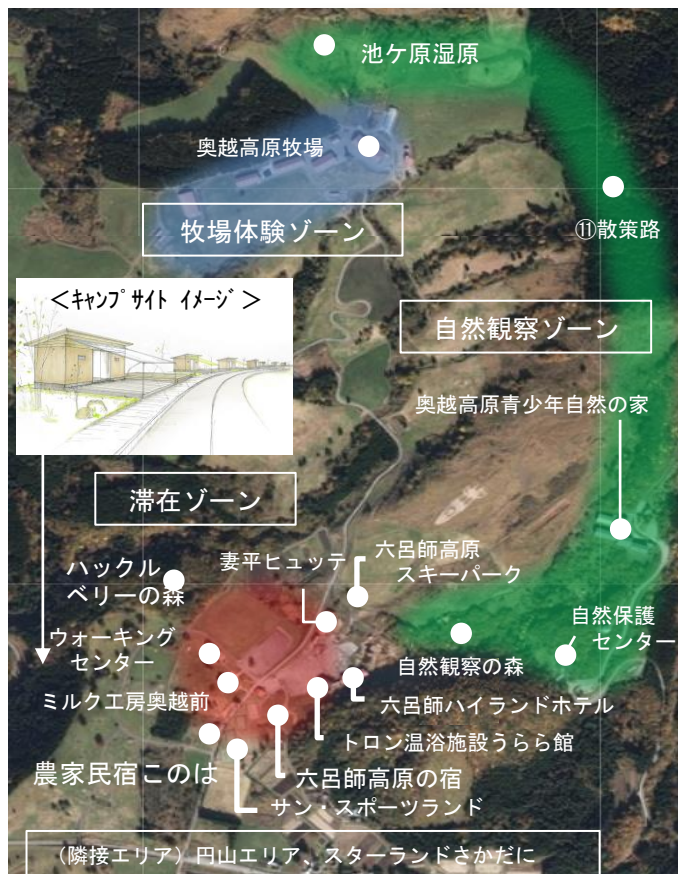 池ケ原湿原
奥越高原牧場
牧場体験ゾーン
⑪散策路
＜ｷｬﾝﾌﾟｻｲﾄ ｲﾒｰｼﾞ＞
自然観察ゾーン
奥越高原青少年自然の家
滞在ゾーン
妻平ヒュッテ
六呂師高原
スキーパーク
ハックル
ベリーの森
自然保護
センター
ウォーキング
センター
自然観察の森
ミルク工房奥越前
六呂師ハイランドホテル
トロン温浴施設うらら館
農家民宿このは
六呂師高原の宿
サン・スポーツランド
（隣接エリア）円山エリア、スターランドさかだに